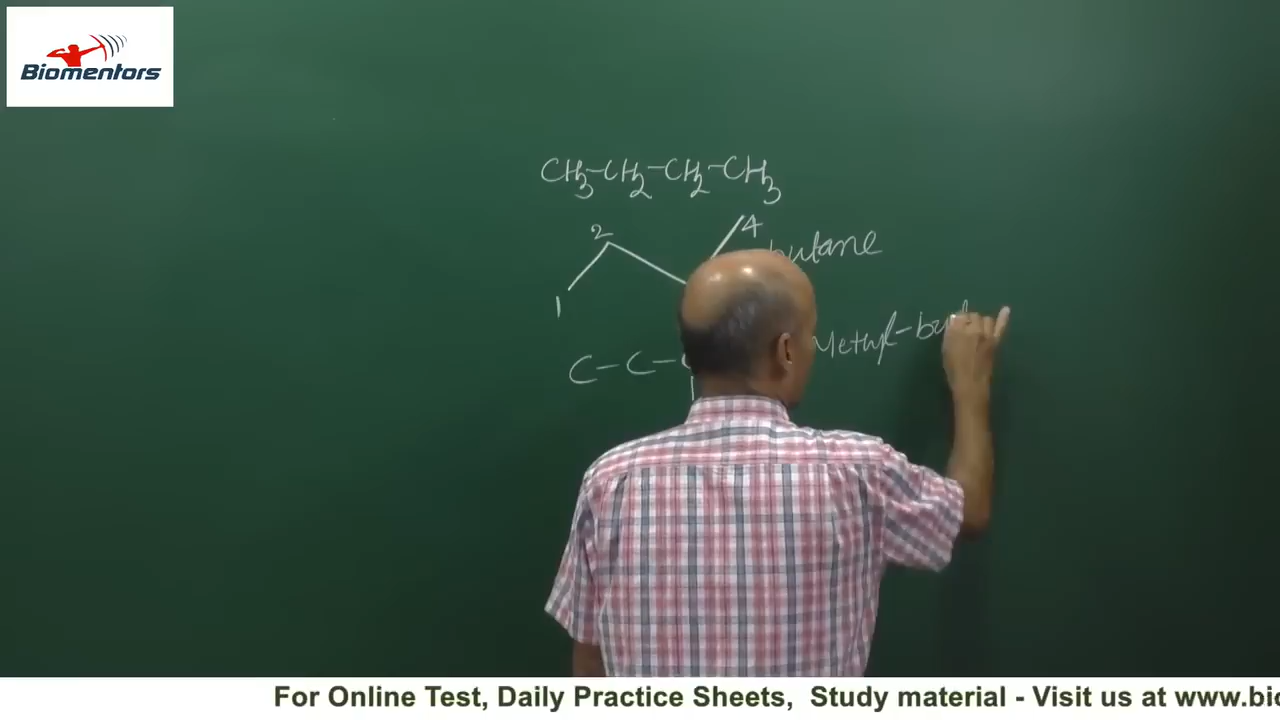 Biomentors
CH3-CH2-CH2-CH3
2 4
butane
1
Methyl-
C-C-
For Online Test, Daily Practice Sheets, Study material - Visit us at www.bio